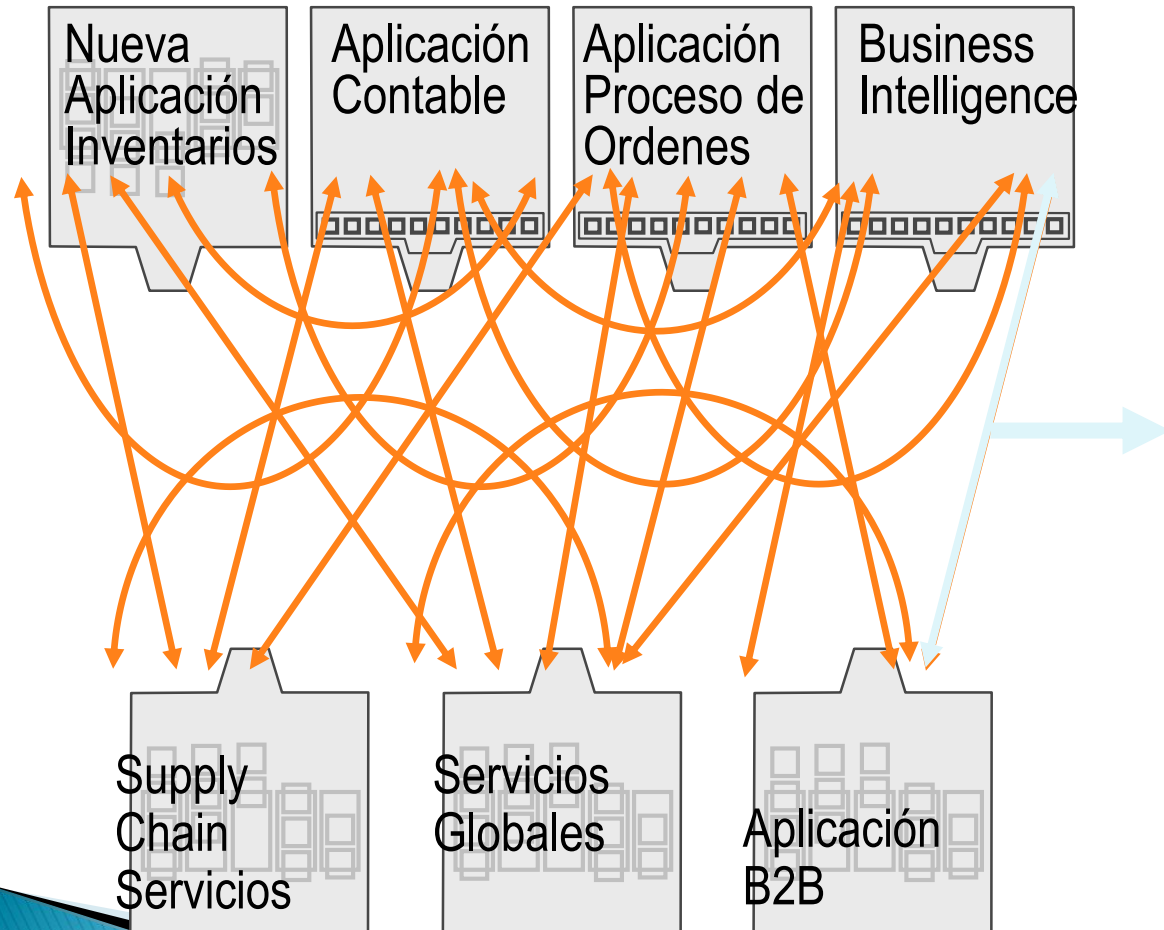 Nueva
Aplicación
Inventarios
Aplicación
Contable
Aplicación
Proceso de
Ordenes
Business
Intelligence
Supply
Chain
Servicios
Servicios
Globales
Aplicación
B2B